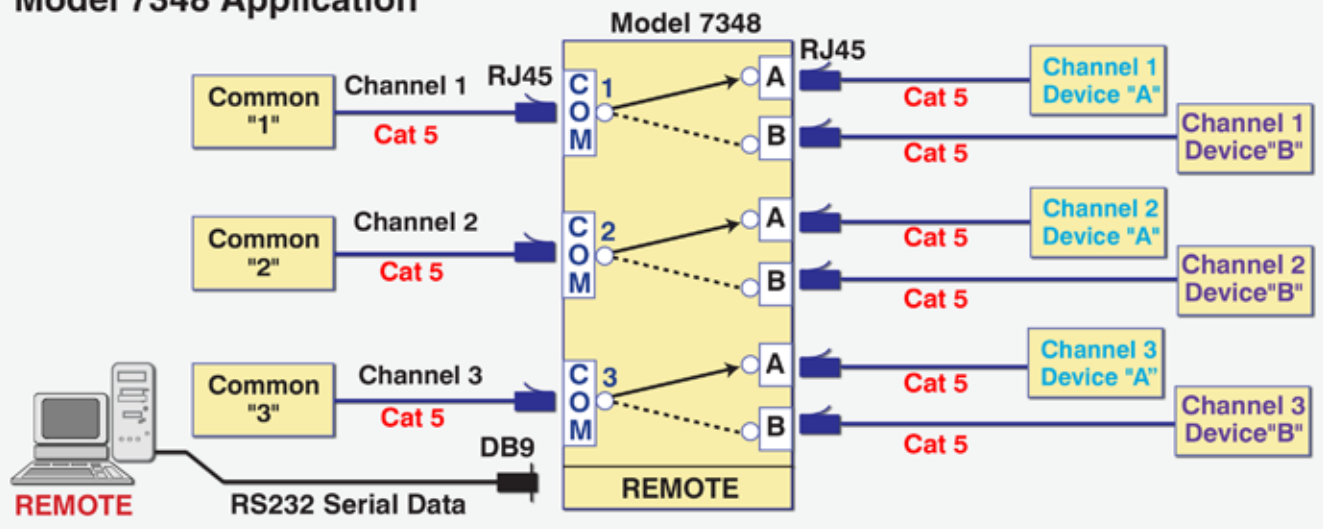 Model 7348 Application
Model 7348
Common
"1"
Channel 1
Cat 5
RJ45
C
O
M
1
A
B
RJ45
Cat 5
Channel 1
Device "A"
Cat 5
Channel 1
Device"B"
Common
"2"
Channel 2
Cat 5
C
O
M
2
A
B
Cat 5
Channel 2
Device "A"
Cat 5
Channel 2
Device"B"
Common
"3"
Channel 3
Cat 5
C
O
M
3
A
B
Cat 5
Channel 3
Device "A”
Cat 5
Channel 3
Device"B"
REMOTE
RS232 Serial Data
DB9
REMOTE